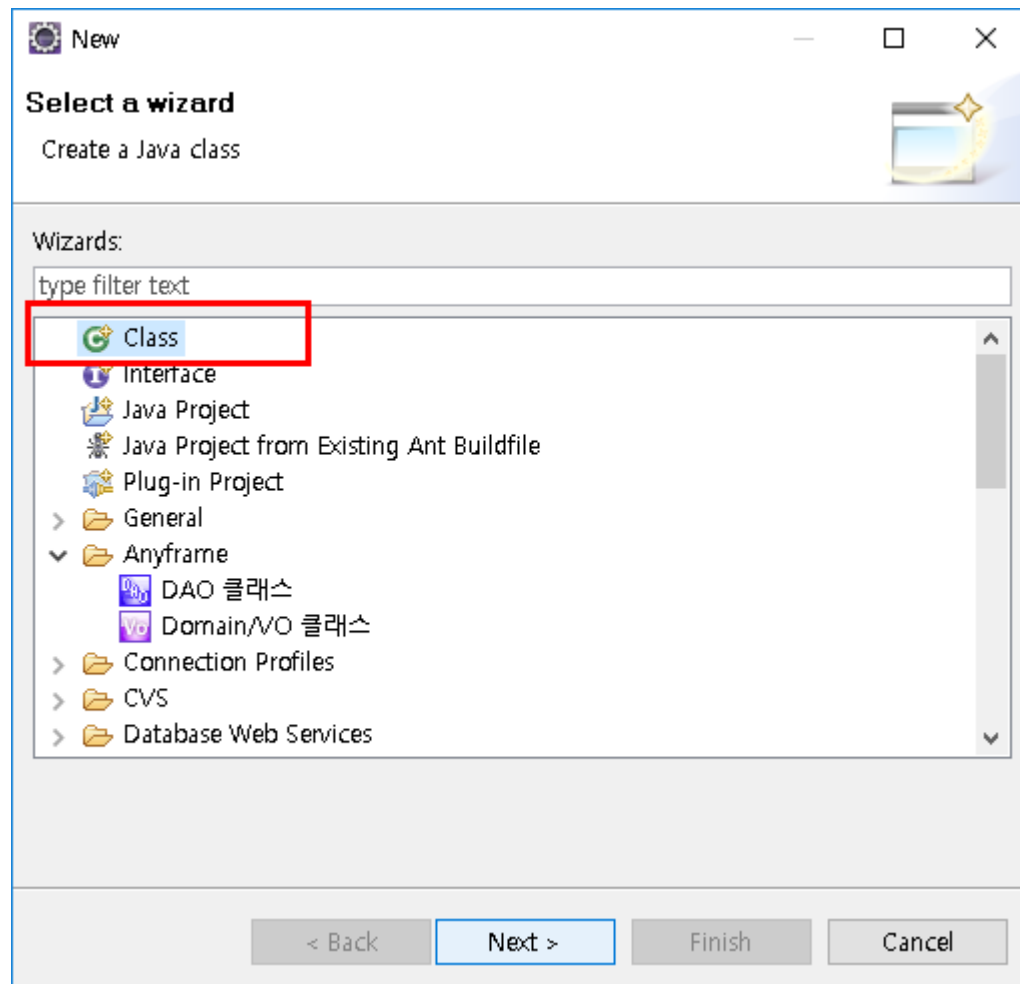 New
Select a wizard
Create a Java class
Wizards:
type filter text
Class
Interface
Java Project
Java Project from Existing Ant Buildfile
Plug-in Project
General
Anyframe
DAO 클래스
Domain/VO 클래스
Connection Profiles
CVS
Database Web Services
< Back Next > Finish Cancel